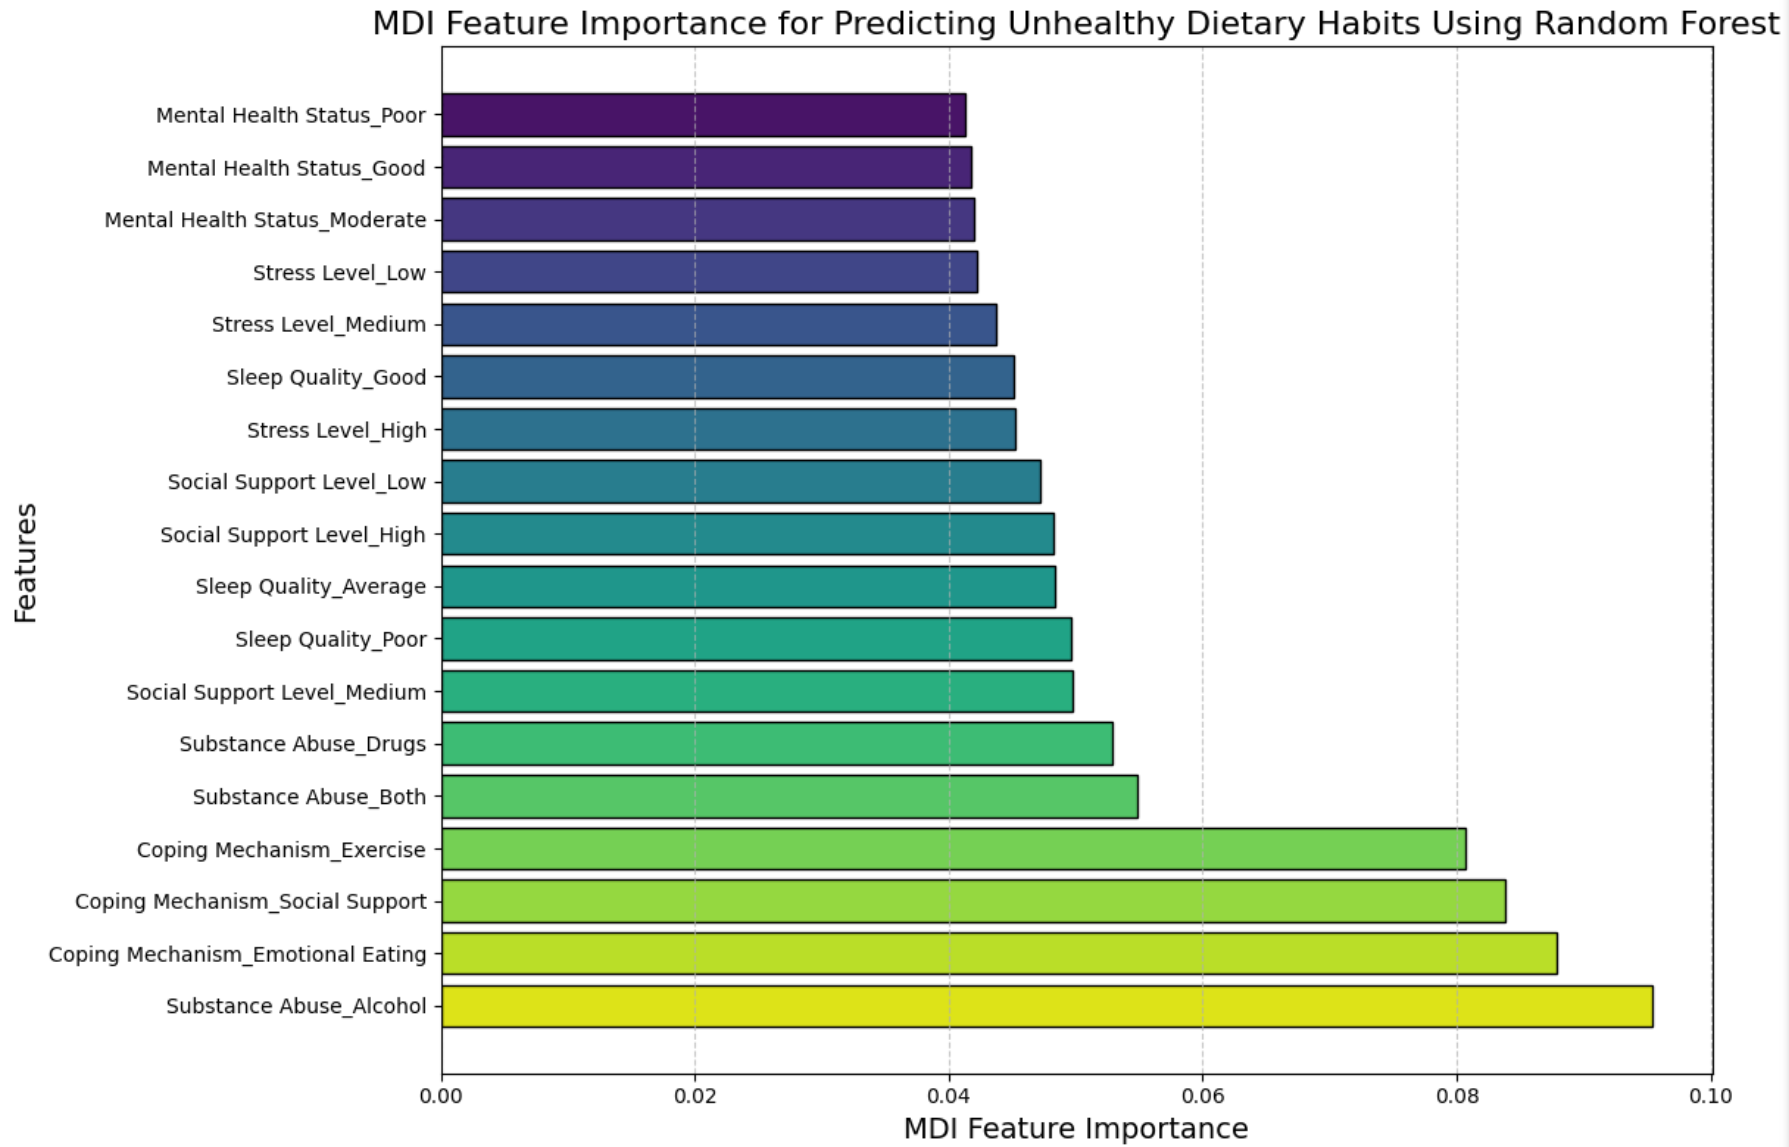 MDI Feature Importance for Predicting Unhealthy Dietary Habits Using Random Forest
Features
Mental Health Status_Poor
Mental Health Status_Good
Mental Health Status_Moderate
Stress Level_Low
Stress Level_Medium
Sleep Quality_Good
Stress Level_High
Social Support Level_Low
Social Support Level_High
Sleep Quality_Average
Sleep Quality_Poor
Social Support Level_Medium
Substance Abuse_Drugs
Substance Abuse_Both
Coping Mechanism_Exercise
Coping Mechanism_Social Support
Coping Mechanism_Emotional Eating
Substance Abuse_Alcohol
0.00 0.02 0.04 0.06 0.08 0.10
MDI Feature Importance